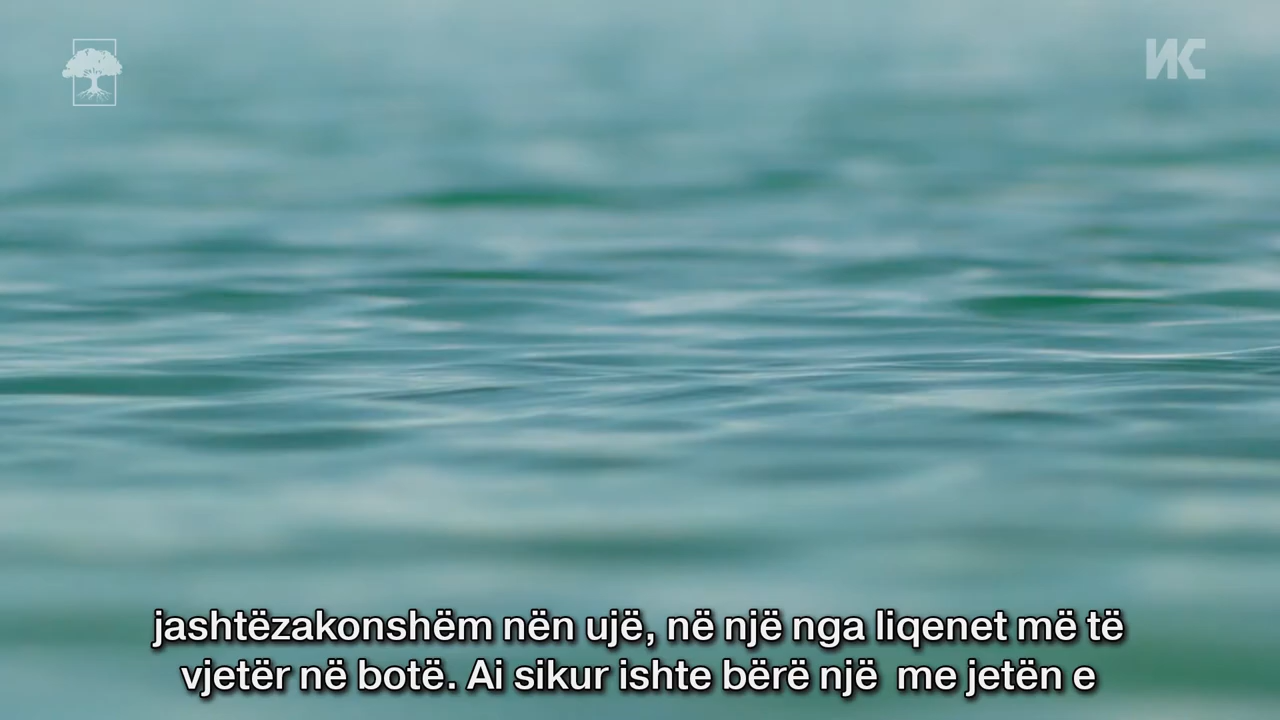 ИС
jashtëzakonshëm nën ujë, në një nga liqenet më të
vjetër në botë. Ai sikur ishte bërë një  me jetën e